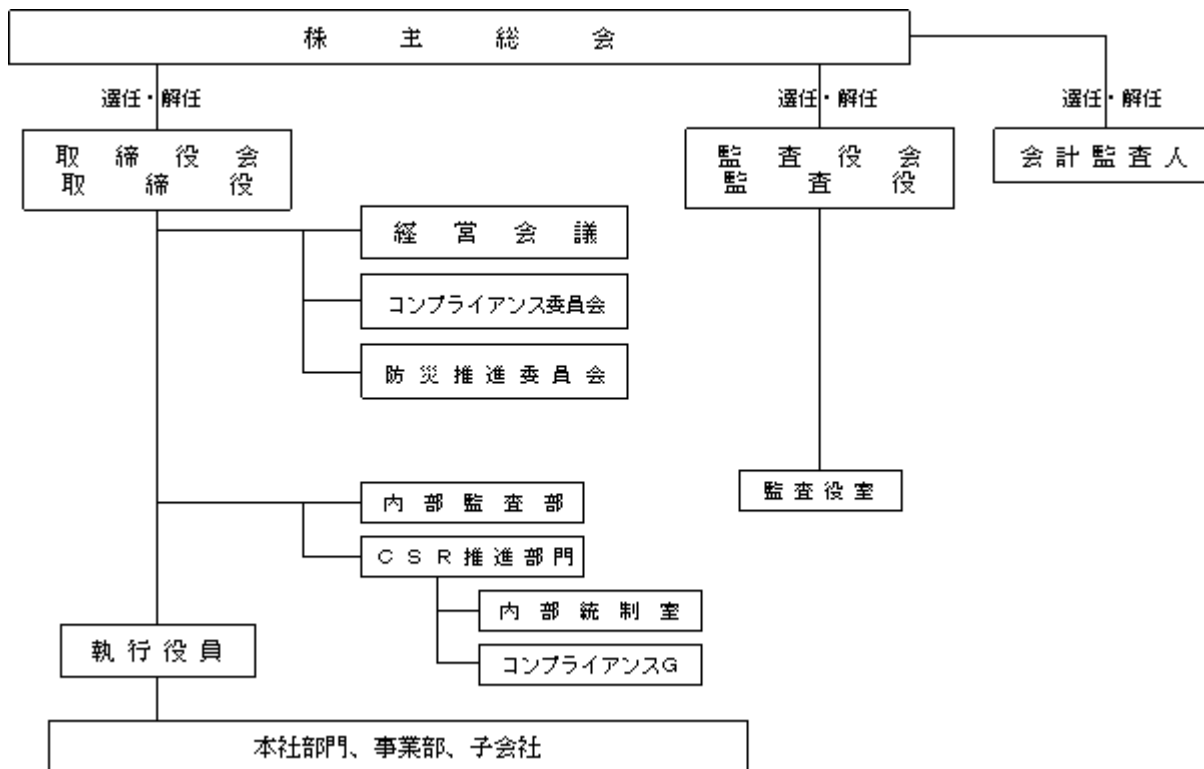 株主総会
選任・解任
選任・解任
選任・解任
取締役会
取締役
監査役会
監査役
会計監査人
経営会議
コンプライアンス委員会
防災推進委員会
内部監査部
監査役室
ＣＳＲ推進部門
内部統制室
執行役員
コンプライアンスＧ
本社部門、事業部、子会社